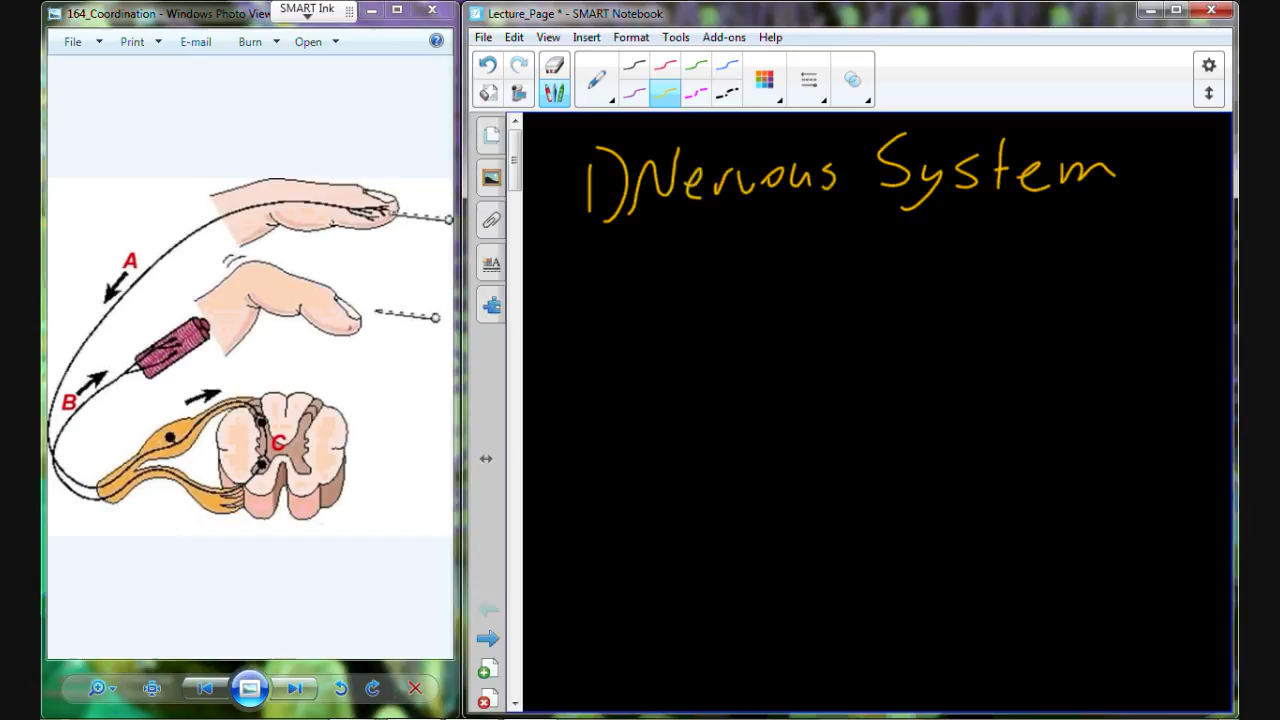 164_Coordination - Windows Photo View
SMART Ink
File Print E-mail Burn Open
A
B
C
Lecture_Page * - SMART Notebook
File Edit View Insert Format Tools Add-ons Help
1) Nervous System